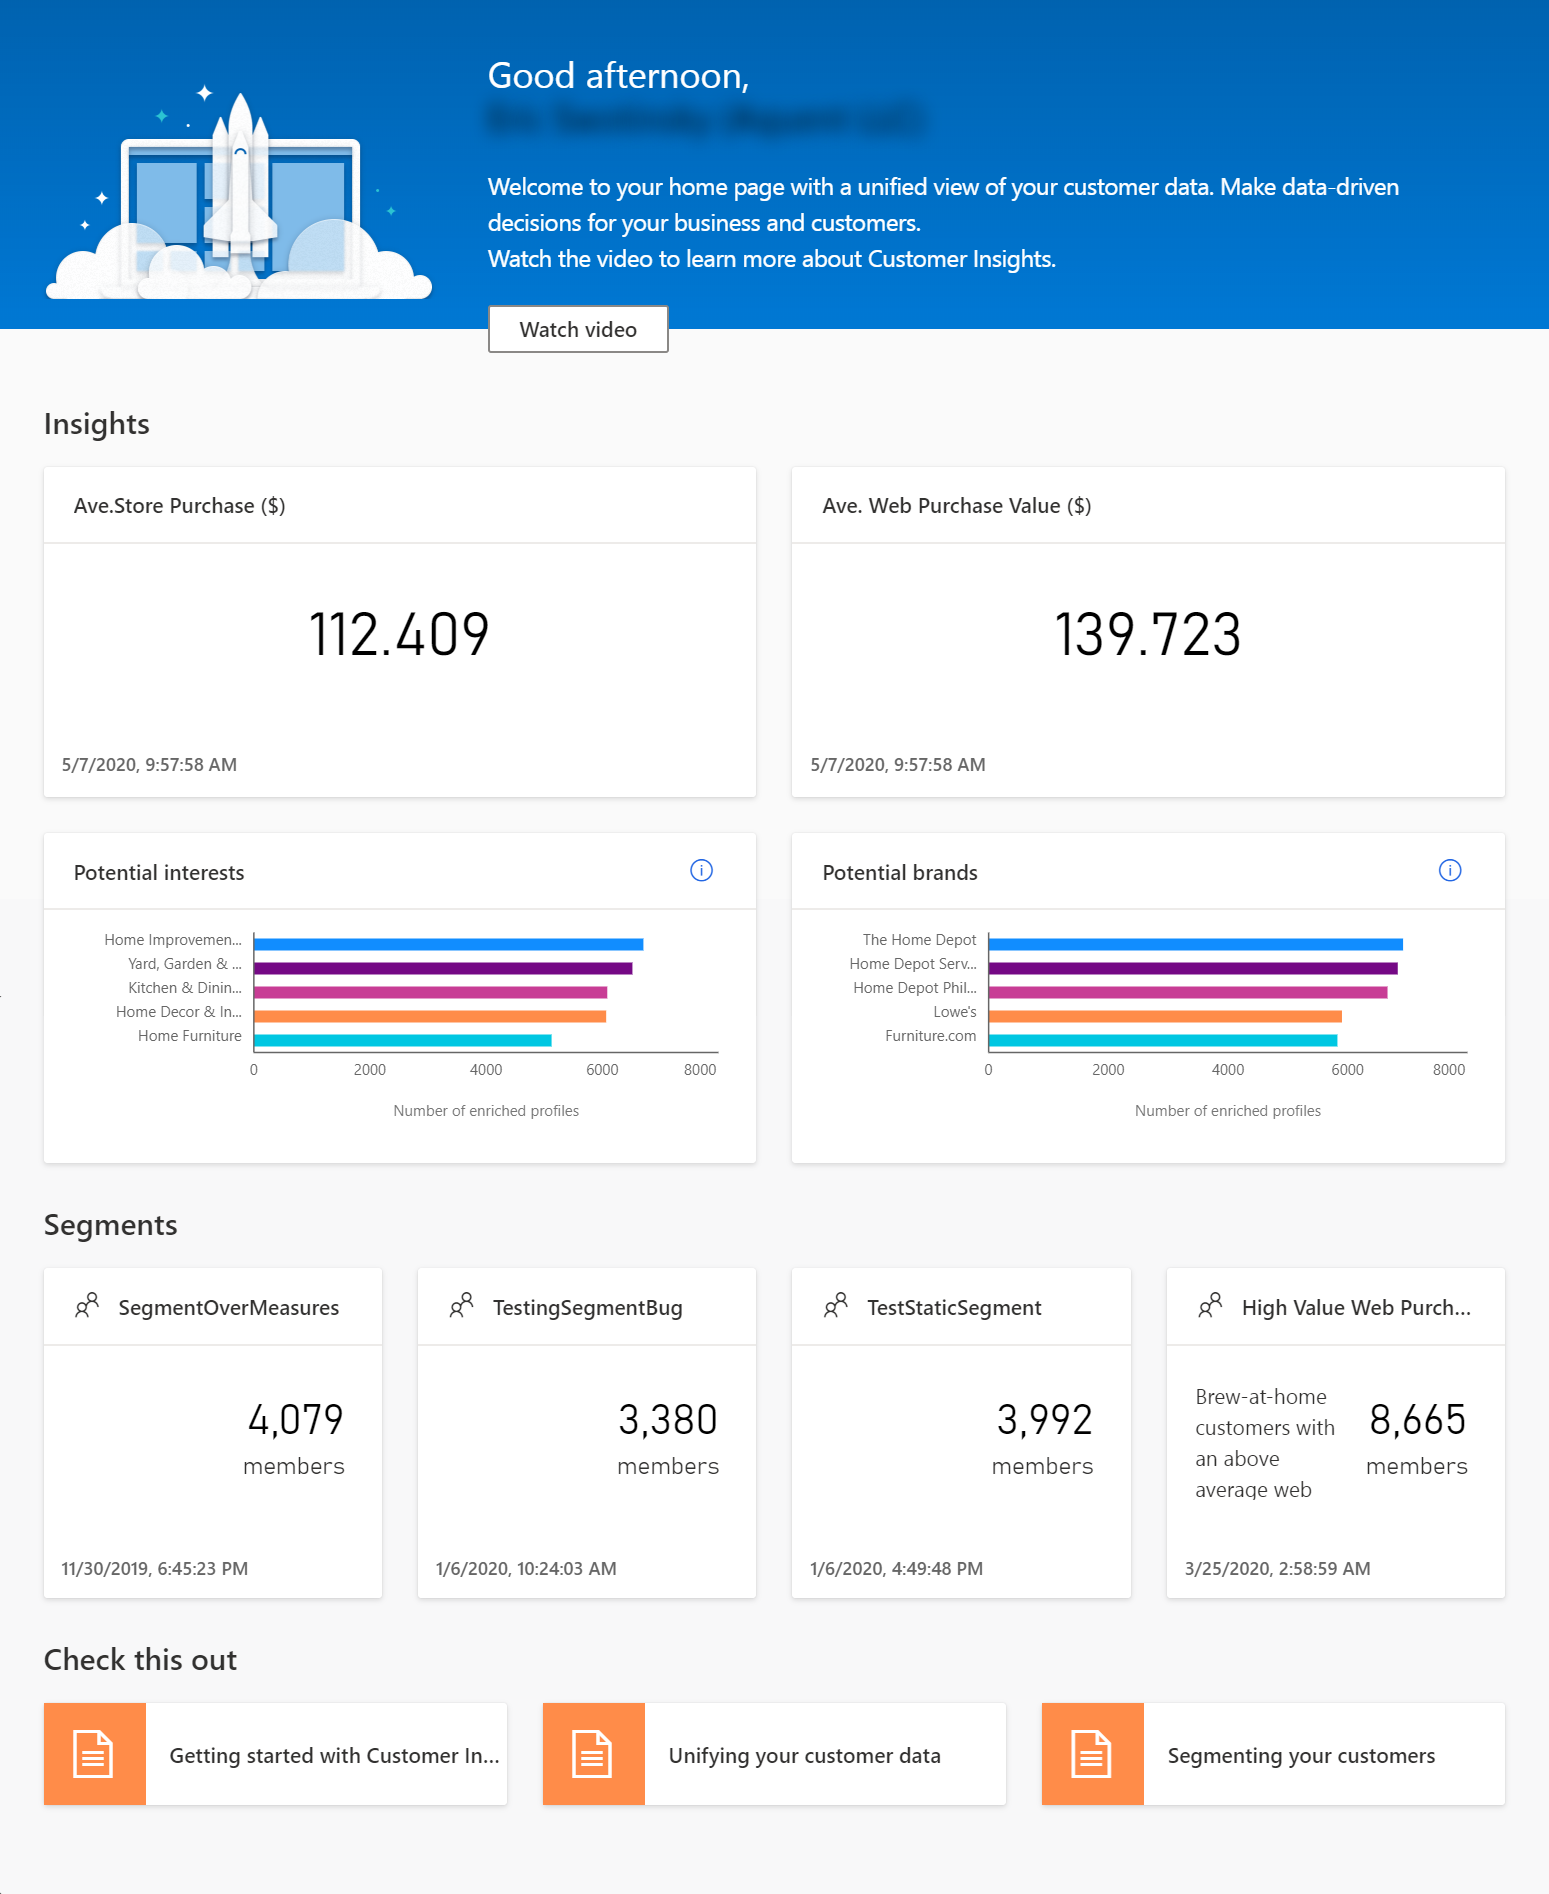 Good afternoon,
Welcome to your home page with a unified view of your customer data. Make data-driven
decisions for your business and customers.
Watch the video to learn more about Customer Insights.
Watch video
Insights
Ave.Store Purchase ($)
112.409
5/7/2020, 9:57:58 AM
Ave. Web Purchase Value ($)
139.723
5/7/2020, 9:57:58 AM
Potential interests
Home Improvemen...
Yard, Garden & ...
Kitchen & Dinin...
Home Decor & In...
Home Furniture
0 2000 4000 6000 8000
Number of enriched profiles
Potential brands
The Home Depot
Home Depot Serv...
Home Depot Phil...
Lowe's
Furniture.com
0 2000 4000 6000 8000
Number of enriched profiles
Segments
SegmentOverMeasures
4,079
members
11/30/2019, 6:45:23 PM
TestingSegmentBug
3,380
members
1/6/2020, 10:24:03 AM
TestStaticSegment
3,992
members
1/6/2020, 4:49:48 PM
High Value Web Purch...
Brew-at-home
customers with
an above
average web
8,665
members
3/25/2020, 2:58:59 AM
Check this out
Getting started with Customer In...
Unifying your customer data
Segmenting your customers